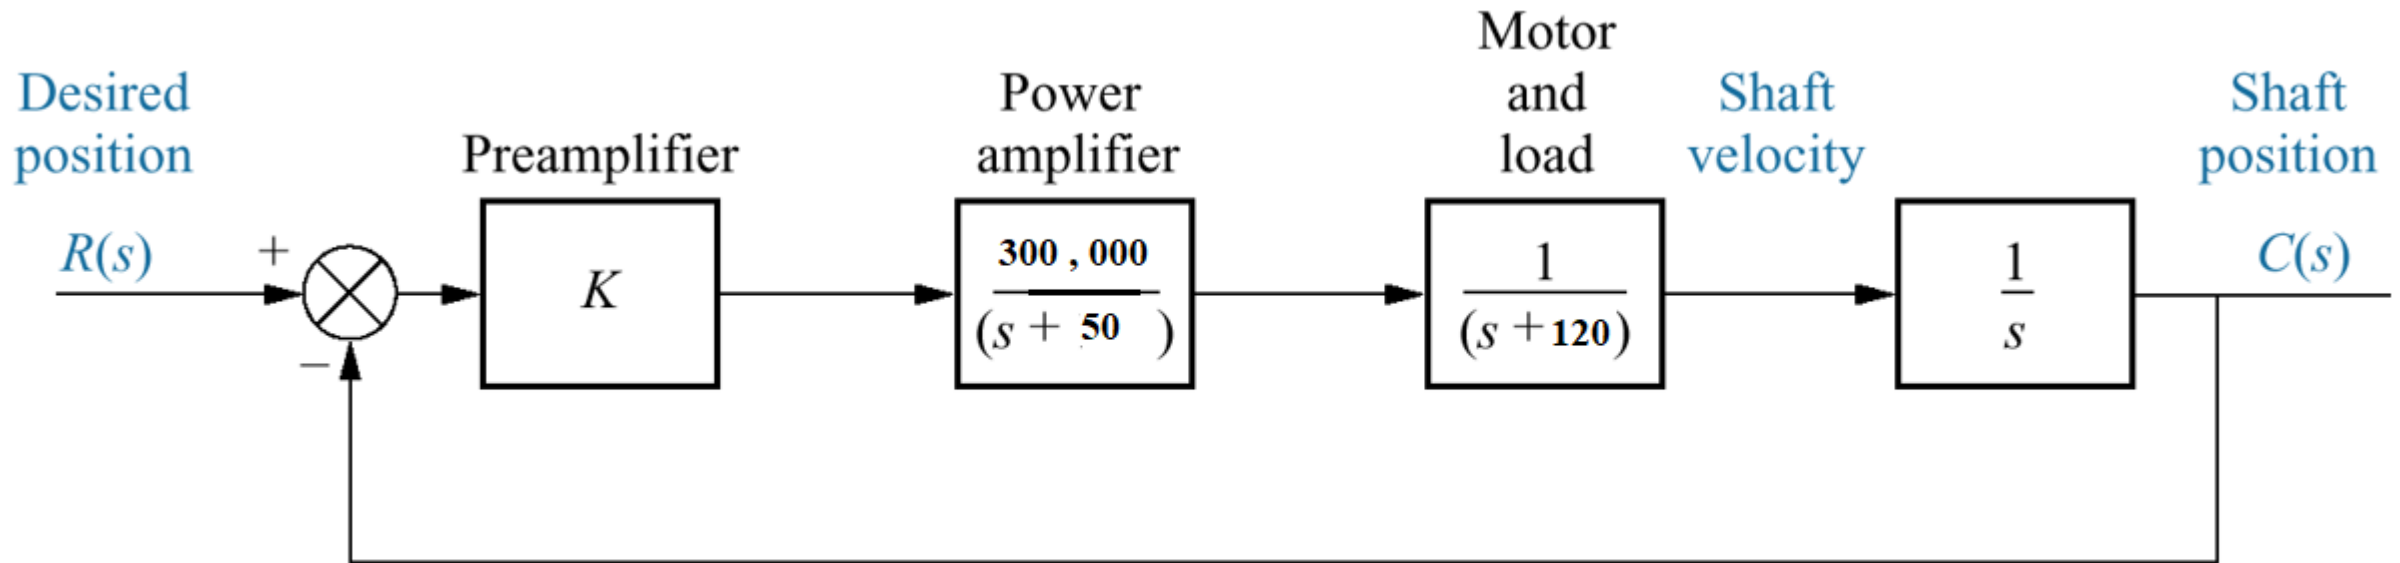 Desired
position
R(s)
+
−
Preamplifier
K
Power
amplifier
300 , 000
(s + 50 )
Motor
and
load
1
(s + 120)
Shaft
velocity
1
s
Shaft
position
C(s)